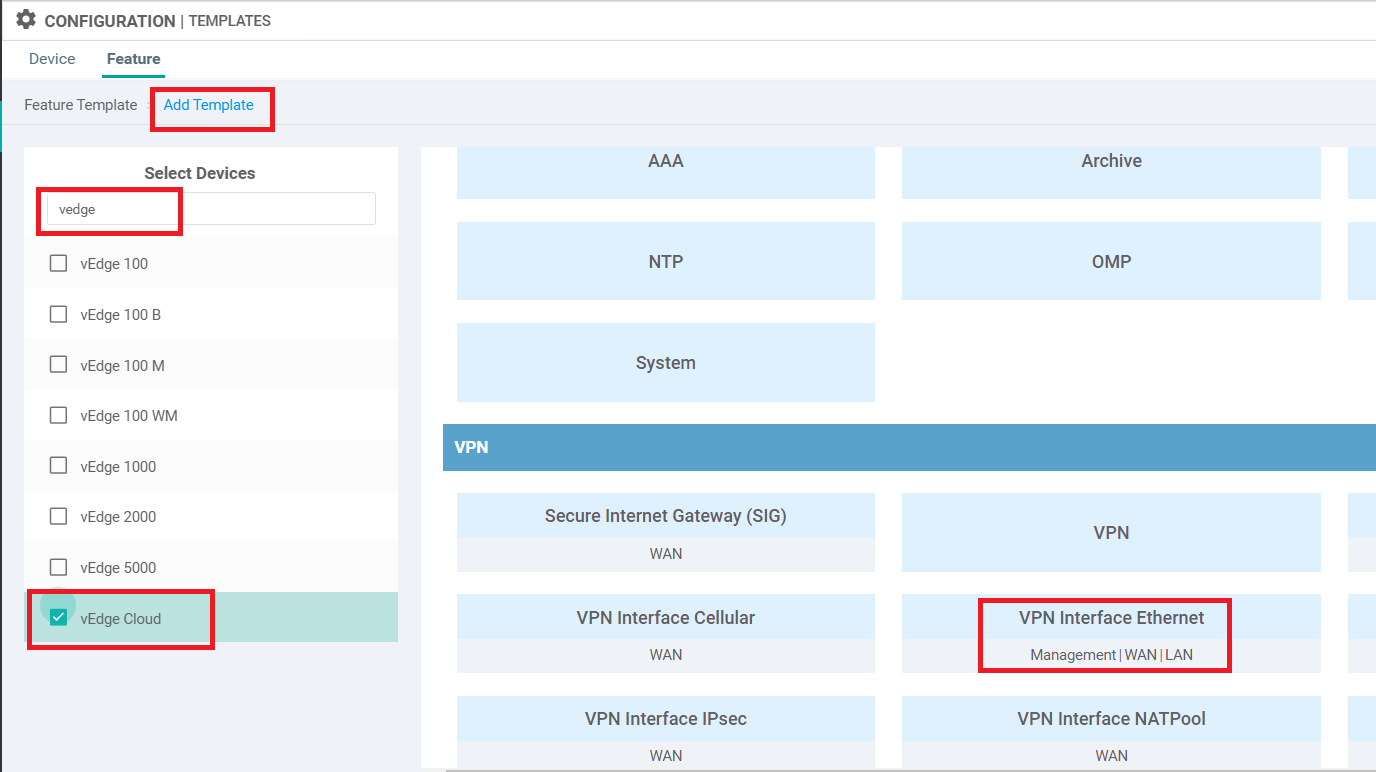 CONFIGURATION | TEMPLATES
Device Feature
Feature Template Add Template
Select Devices
vedge
vEdge 100
vEdge 100 B
vEdge 100 M
vEdge 100 WM
vEdge 1000
vEdge 2000
vEdge 5000
vEdge Cloud
AAA Archive
NTP OMP
System
VPN
Secure Internet Gateway (SIG)
WAN
VPN
VPN Interface Cellular
WAN
VPN Interface Ethernet
Management | WAN | LAN
VPN Interface IPsec
WAN
VPN Interface NATPool
WAN